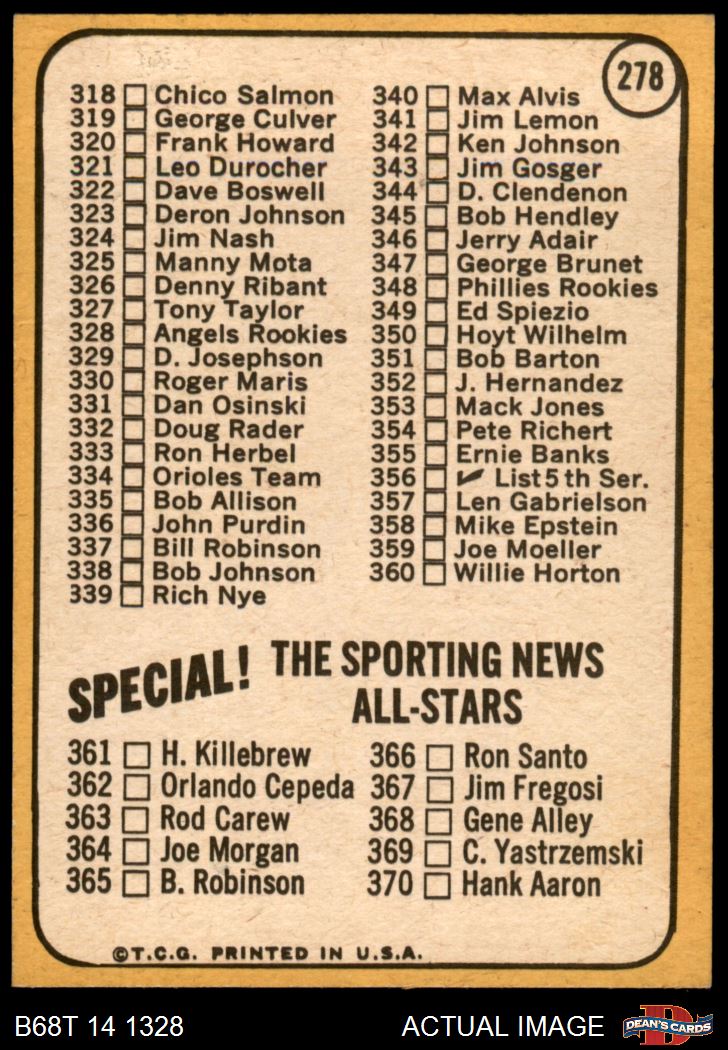 278
318 Chico Salmon
319 George Culver
320 Frank Howard
321 Leo Durocher
322 Dave Boswell
323 Deron Johnson
324 Jim Nash
325 Manny Mota
326 Denny Ribant
327 Tony Taylor
328 Angels Rookies
329 D. Josephson
330 Roger Maris
331 Dan Osinski
332 Doug Rader
333 Ron Herbel
334 Orioles Team
335 Bob Allison
336 John Purdin
337 Bill Robinson
338 Bob Johnson
339 Rich Nye
340 Max Alvis
341 Jim Lemon
342 Ken Johnson
343 Jim Gosger
344 D. Clendenon
345 Bob Hendley
346 Jerry Adair
347 George Brunet
348 Phillies Rookies
349 Ed Spiezio
350 Hoyt Wilhelm
351 Bob Barton
352 J. Hernandez
353 Mack Jones
354 Pete Richert
355 Ernie Banks
356 ✔ List 5 th Ser.
357 Len Gabrielson
358 Mike Epstein
359 Joe Moeller
360 Willie Horton
SPECIAL! THE SPORTING NEWS
ALL-STARS
361 H. Killebrew
362 Orlando Cepeda
363 Rod Carew
364 Joe Morgan
365 B. Robinson
366 Ron Santo
367 Jim Fregosi
368 Gene Alley
369 C. Yastrzemski
370 Hank Aaron
©T.C.G. PRINTED IN U.S.A.
B68T 14 1328
ACTUAL IMAGE
D
DEAN'S CARDS